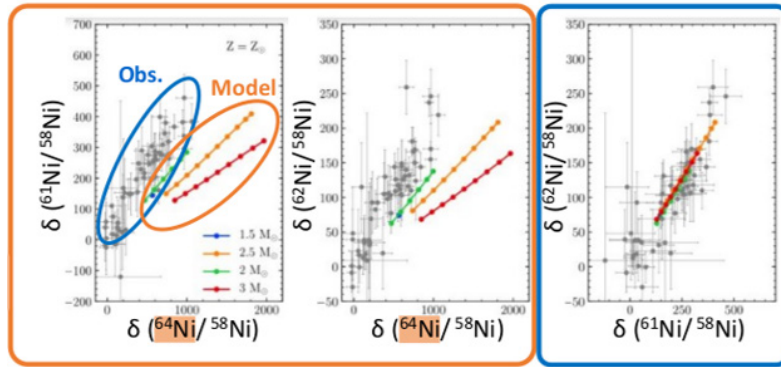 700
600
500
400
300
200
100
0
−100
−200
δ (⁶¹Ni/ ⁵⁸Ni)
Obs.
Z = Z⊙
Model
1.5 M⊙
2.5 M⊙
2 M⊙
3 M⊙
0 1000 2000
δ (⁶⁴Ni/ ⁵⁸Ni)
350
300
250
200
150
100
50
0
−50
δ (⁶²Ni/ ⁵⁸Ni)
0 1000 2000
δ (⁶⁴Ni/ ⁵⁸Ni)
350
300
250
200
150
100
50
0
−50
δ (⁶²Ni/ ⁵⁸Ni)
0 250 500
δ (⁶¹Ni/ ⁵⁸Ni)